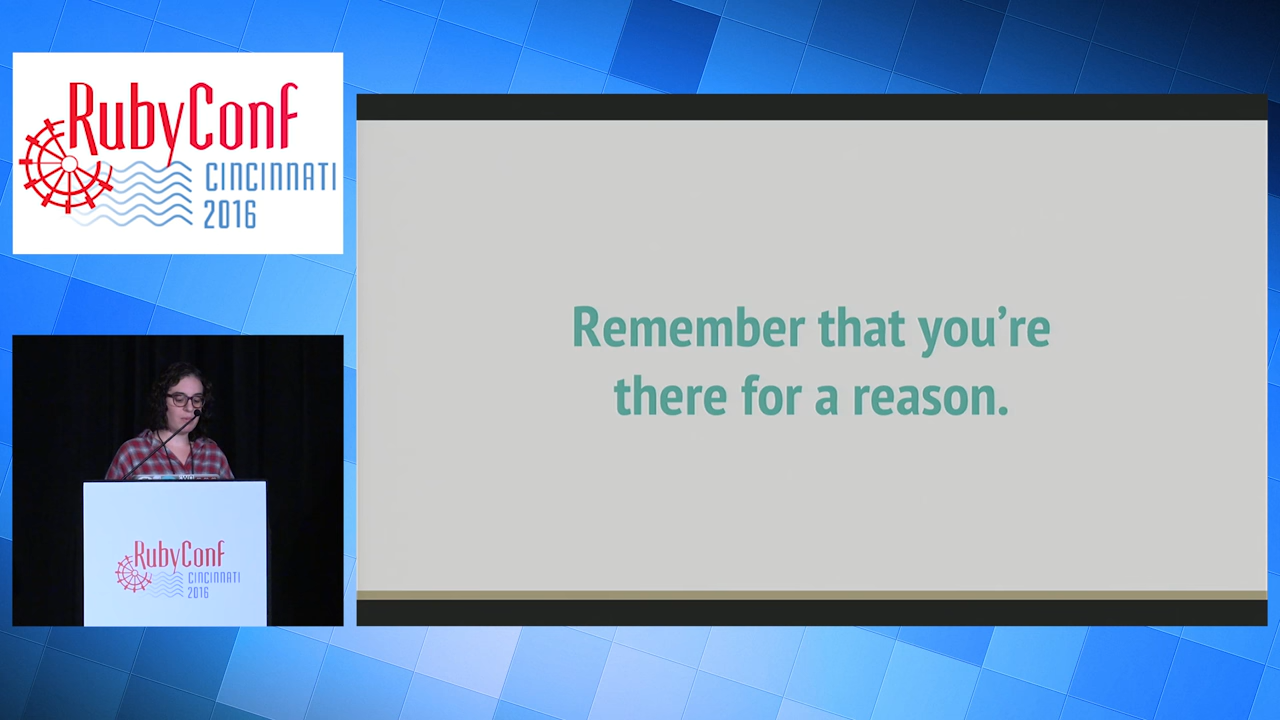 RubyConf
CINCINNATI
2016
Remember that you're
there for a reason.
RubyConf
CINCINNATI
2016